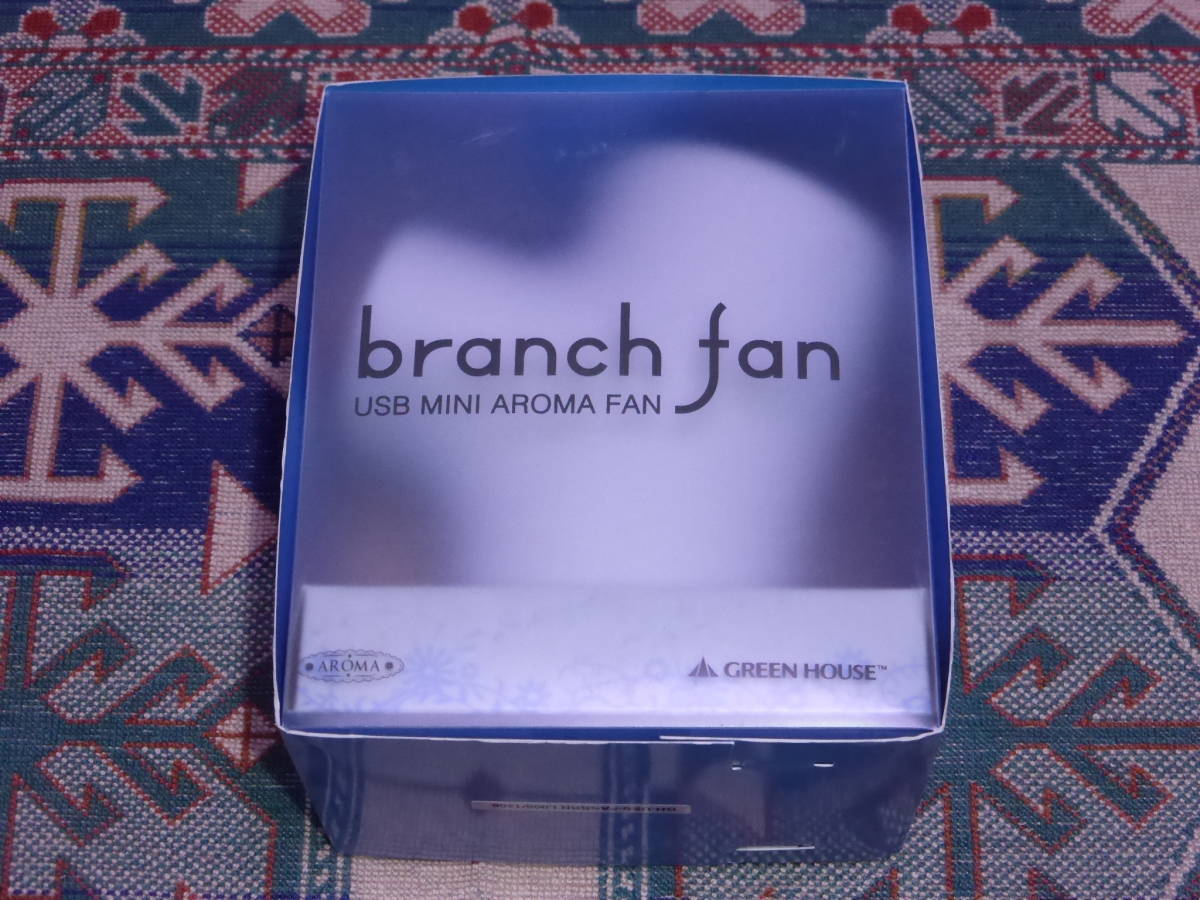 branch fan
USB MINI AROMA FAN
AROMA
GREEN HOUSE™